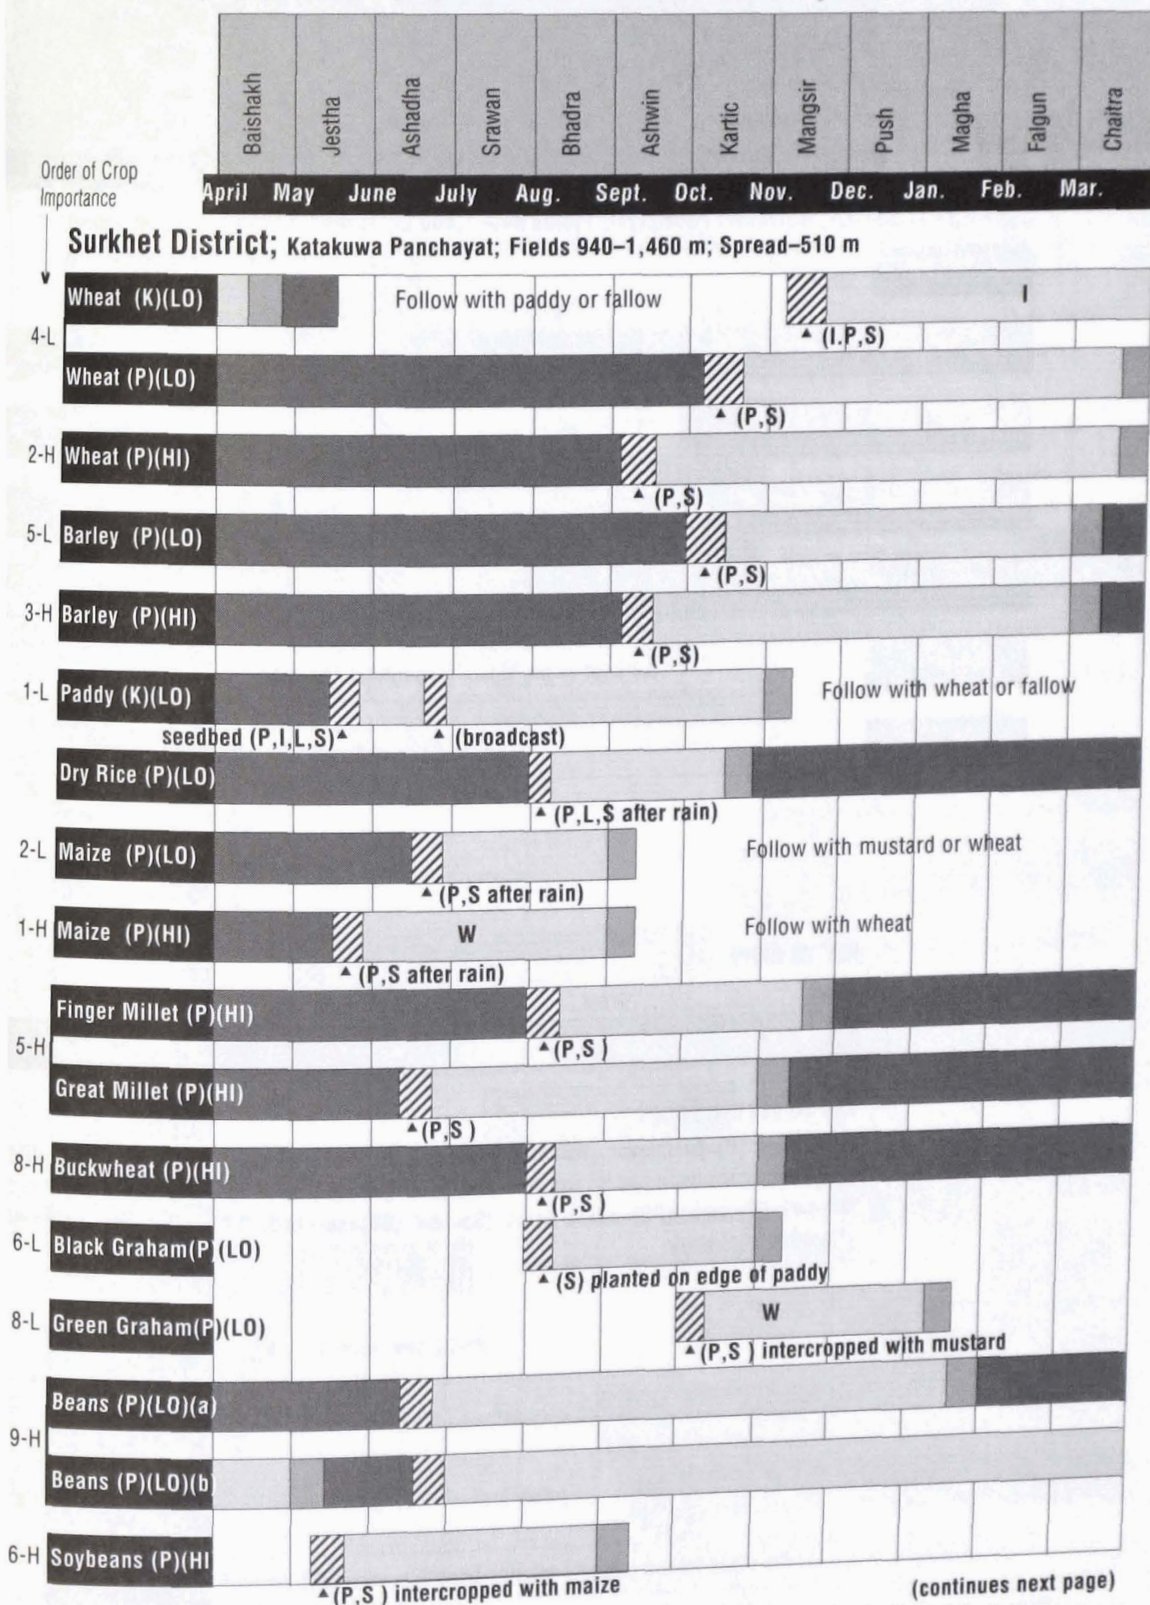 Baishakh Jestha Ashadha Srawan Bhadra Ashwin Kartic Mangsir Push Magha Falgun Chaitra
Order of Crop
Importance
April May June July Aug. Sept. Oct. Nov. Dec. Jan. Feb. Mar.
Surkhet District; Katakuwa Panchayat; Fields 940–1,460 m; Spread–510 m
Wheat (K)(LO) Follow with paddy or fallow I
4-L
(I.P,S)
Wheat (P)(LO)
(P,S)
2-H Wheat (P)(HI)
(P,S)
5-L Barley (P)(LO)
(P,S)
3-H Barley (P)(HI)
(P,S)
1-L Paddy (K)(LO) Follow with wheat or fallow
seedbed (P,I,L,S) (broadcast)
Dry Rice (P)(LO)
(P,L,S after rain)
2-L Maize (P)(LO) Follow with mustard or wheat
(P,S after rain)
1-H Maize (P)(HI) W Follow with wheat
(P,S after rain)
Finger Millet (P)(HI)
5-H
(P,S )
Great Millet (P)(HI)
(P,S )
8-H Buckwheat (P)(HI)
(P,S )
6-L Black Graham(P)(LO)
(S) planted on edge of paddy
8-L Green Graham(P)(LO) W
(P,S ) intercropped with mustard
Beans (P)(LO)(a)
9-H
Beans (P)(LO)(b)
6-H Soybeans (P)(HI
(P,S ) intercropped with maize
(continues next page)